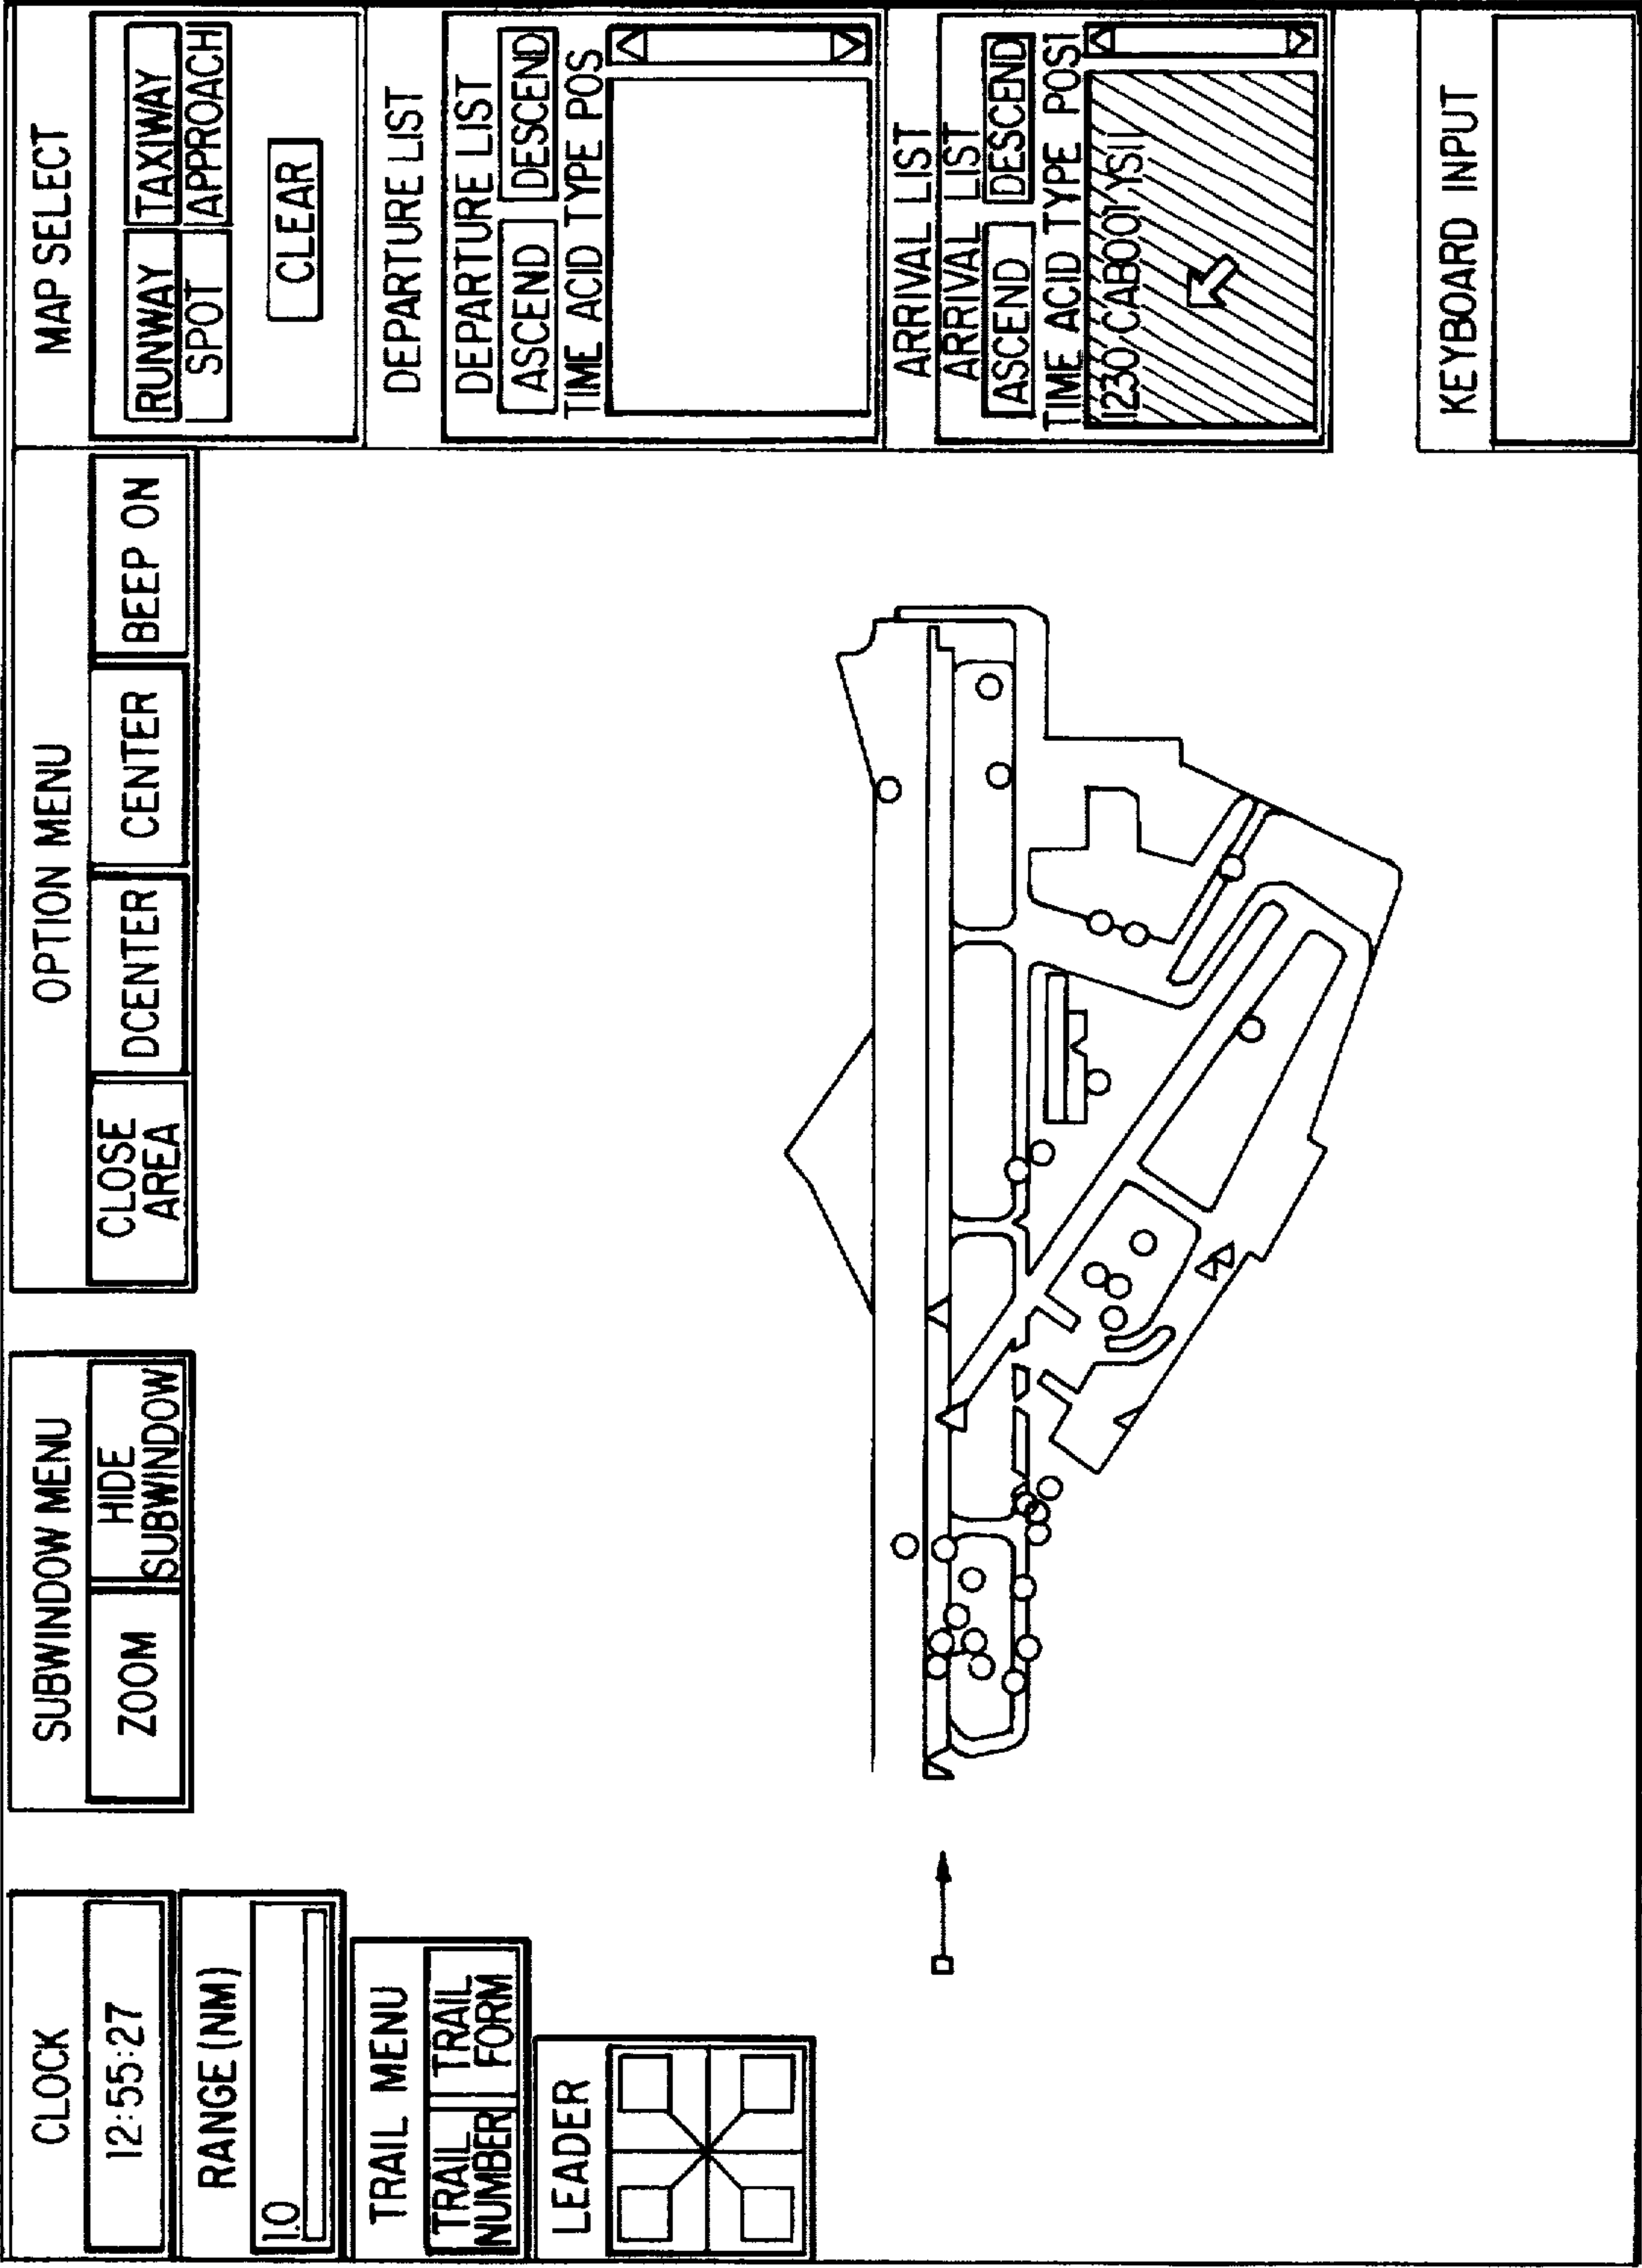 CLOCK
12:55:27
RANGE (NM)
1.0
TRAIL MENU
TRAIL NUMBER
TRAIL FORM
LEADER
SUBWINDOW MENU
ZOOM
HIDE
SUBWINDOW
OPTION MENU
CLOSE
AREA
DCENTER
CENTER
BEEP ON
MAP SELECT
RUNWAY TAXIWAY
SPOT APPROACH
CLEAR
DEPARTURE LIST
DEPARTURE LIST
ASCEND DESCEND
TIME ACID TYPE POS
ARRIVAL LIST
ARRIVAL LIST
ASCEND DESCEND
TIME ACID TYPE POS1
1230 CAB001 YS11
KEYBOARD INPUT